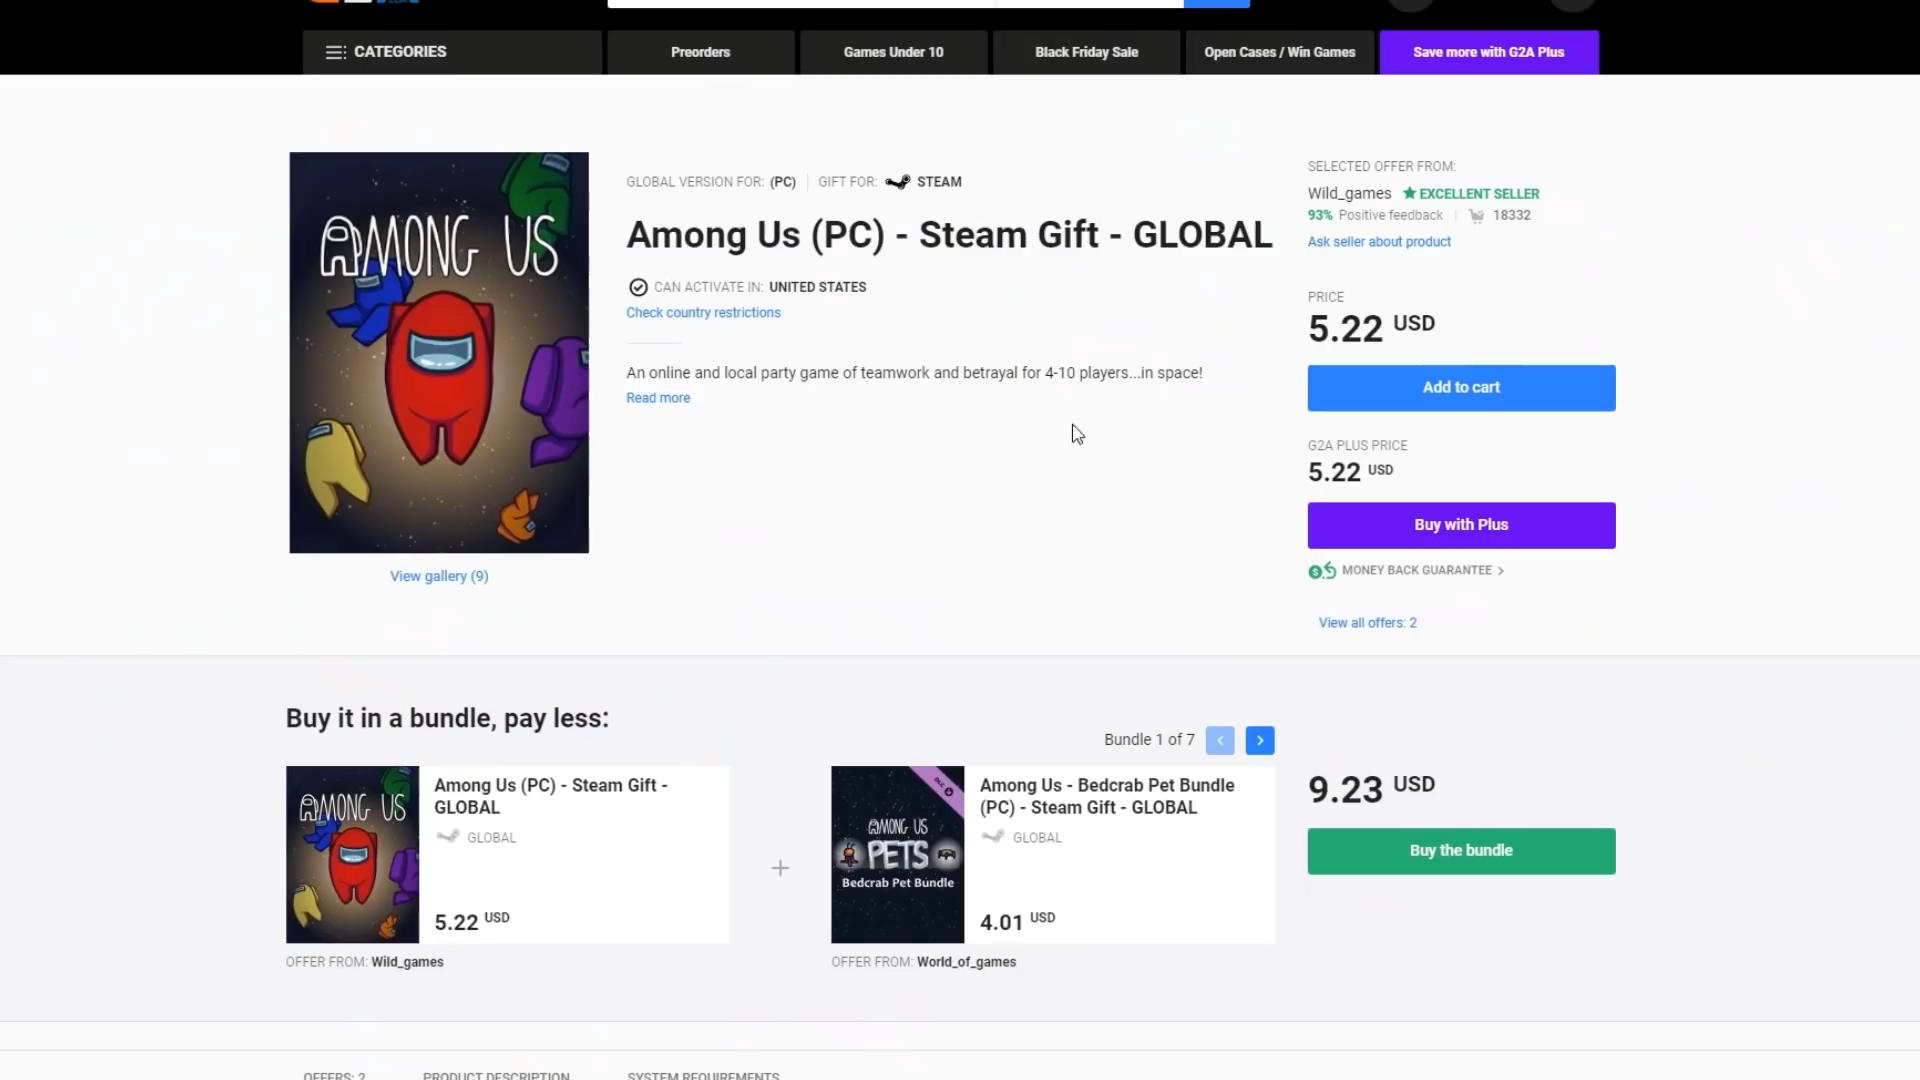 CATEGORIES
Preorders
Games Under 10
Black Friday Sale
Open Cases / Win Games
Save more with G2A Plus
AMONG US
View gallery (9)
GLOBAL VERSION FOR: (PC)
GIFT FOR: STEAM
Among Us (PC) - Steam Gift - GLOBAL
CAN ACTIVATE IN: UNITED STATES
Check country restrictions
An online and local party game of teamwork and betrayal for 4-10 players...in space!
Read more
SELECTED OFFER FROM:
Wild_games EXCELLENT SELLER
93% Positive feedback 18332
Ask seller about product
PRICE
5.22 USD
Add to cart
G2A PLUS PRICE
5.22 USD
Buy with Plus
MONEY BACK GUARANTEE
View all offers: 2
Buy it in a bundle, pay less:
Bundle 1 of 7
AMONG US
Among Us (PC) - Steam Gift -
GLOBAL
GLOBAL
5.22 USD
OFFER FROM: Wild_games
DLC
AMONG US
PETS
Bedcrab Pet Bundle
Among Us - Bedcrab Pet Bundle
(PC) - Steam Gift - GLOBAL
GLOBAL
4.01 USD
OFFER FROM: World_of_games
9.23 USD
Buy the bundle
OFFERS: 2
PRODUCT DESCRIPTION
SYSTEM REQUIREMENTS